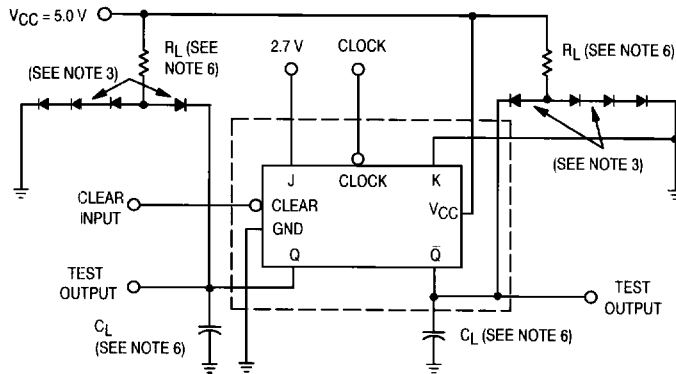 VCC = 5.0 V
RL (SEE
NOTE 6)
2.7 V
CLOCK
RL (SEE
NOTE 6)
(SEE NOTE 3)
(SEE NOTE 3)
J
CLOCK
K
CLEAR
INPUT
CLEAR
VCC
GND
Q
Q̅
TEST
OUTPUT
TEST
OUTPUT
CL
(SEE NOTE 6)
CL (SEE NOTE 6)